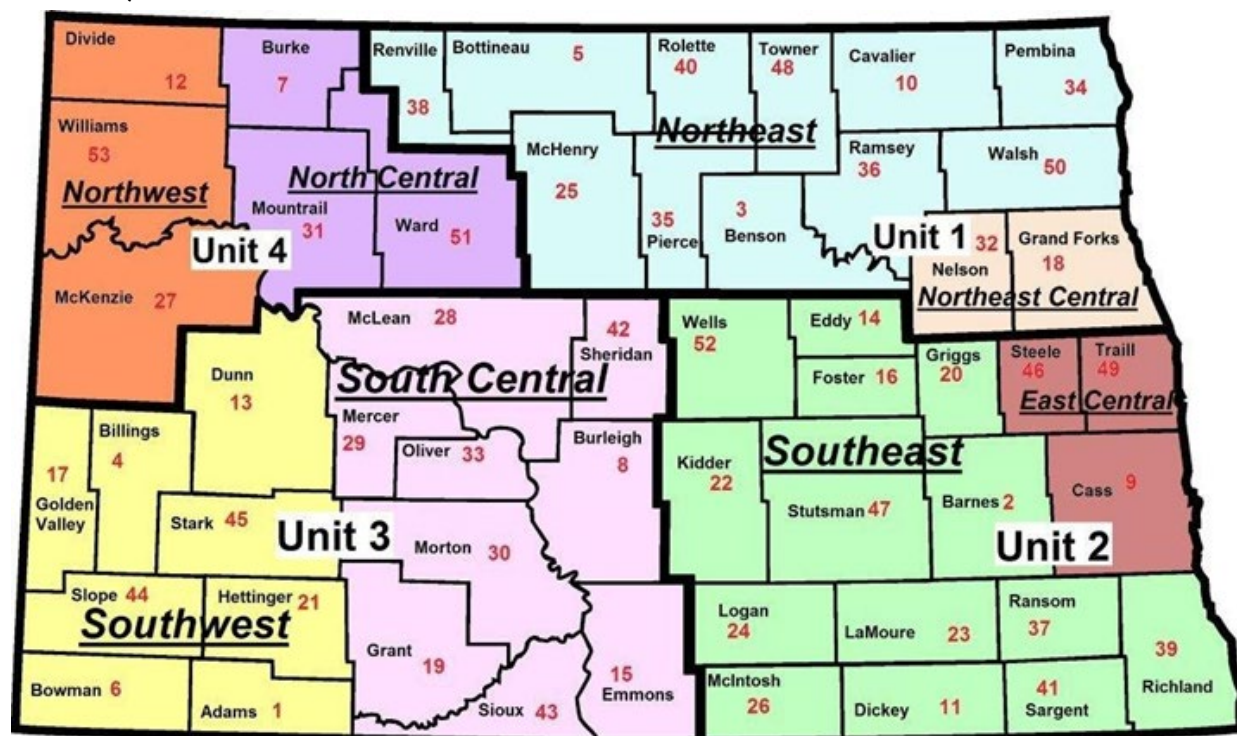 Divide
12
Burke
7
Renville
38
Bottineau
5
Rolette
40
Towner
48
Cavalier
10
Pembina
34
Williams
53
Northwest
North Central
Mountrail
31
Ward
51
McHenry
25
Northeast
Ramsey
36
Walsh 50
35
Pierce
3
Benson
Unit 4
Unit 1
32
Nelson
Grand Forks
18
Northeast Central
McKenzie 27
McLean 28
42
Sheridan
Wells
52
Eddy 14
Foster 16
Griggs
20
Steele
46
Traill
49
East Central
Dunn
13
South Central
Mercer
29
Oliver 33
Burleigh
8
Billings
4
17
Golden
Valley
Stark 45
Kidder
22
Southeast
Stutsman 47
Barnes 2
Cass 9
Unit 3
Morton 30
Unit 2
Slope 44
Hettinger 21
Southwest
Grant
19
Logan
24
LaMoure 23
Ransom
37
39
Richland
Bowman 6
Adams 1
Sioux 43
15
Emmons
McIntosh
26
Dickey 11
41
Sargent